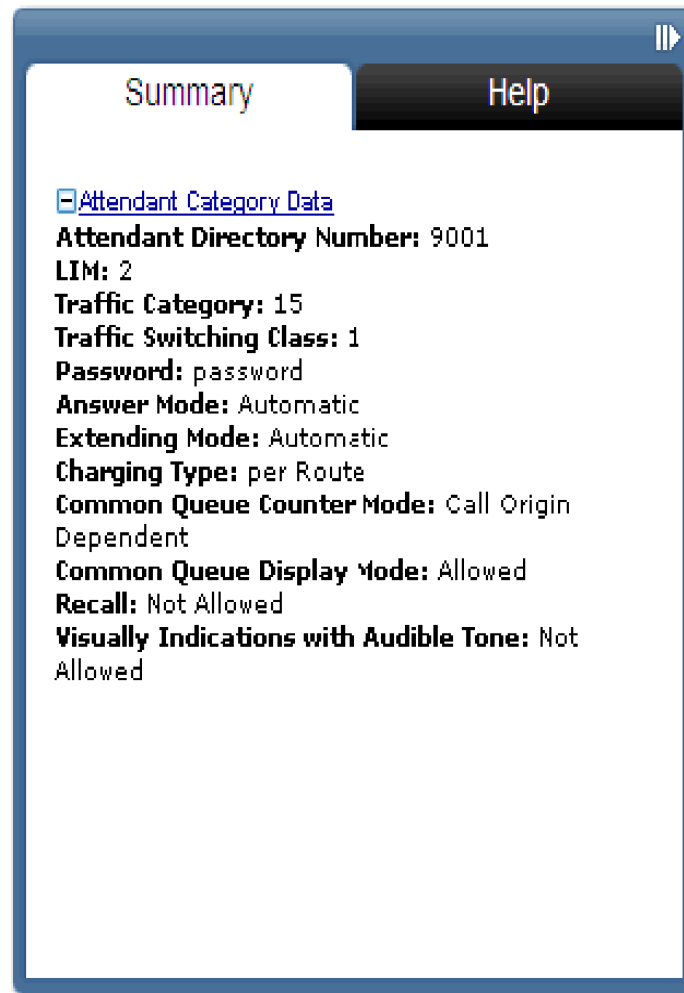 Summary Help
Attendant Category Data
Attendant Directory Number: 9001
LIM: 2
Traffic Category: 15
Traffic Switching Class: 1
Password: password
Answer Mode: Automatic
Extending Mode: Automatic
Charging Type: per Route
Common Queue Counter Mode: Call Origin
Dependent
Common Queue Display Mode: Allowed
Recall: Not Allowed
Visually Indications with Audible Tone: Not
Allowed